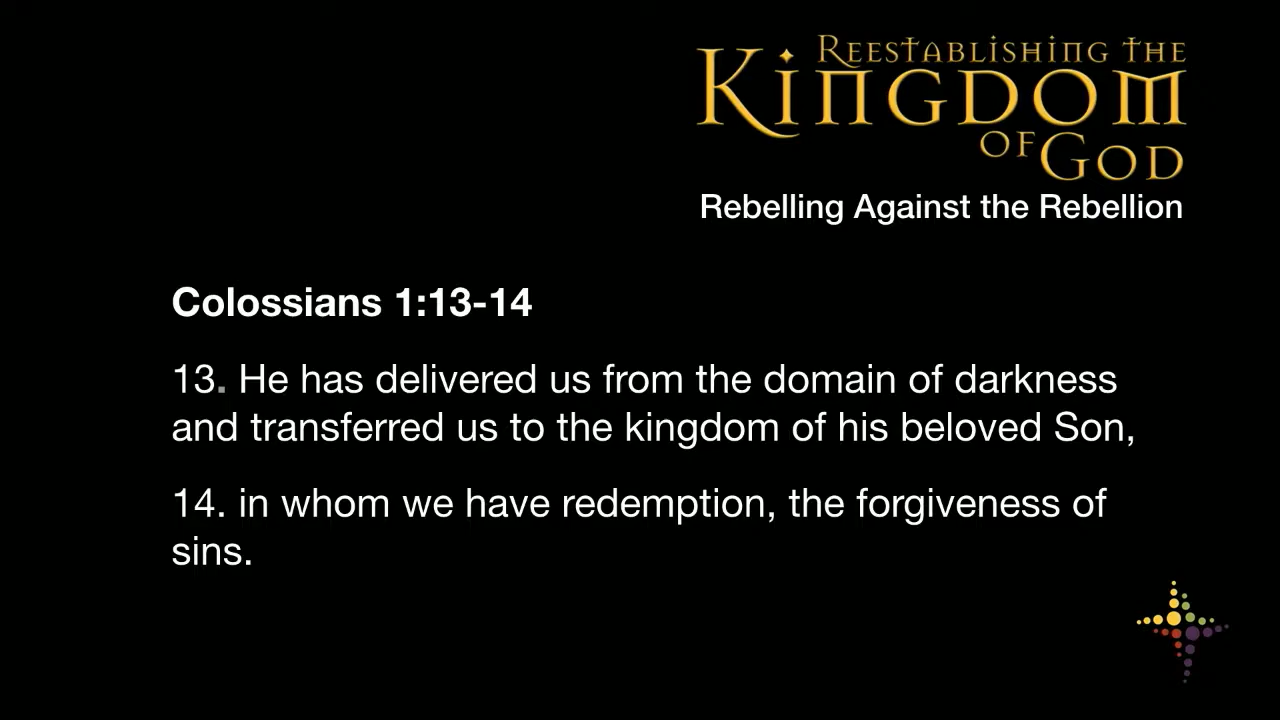 Reestablishing the
Kingdom
of God
Rebelling Against the Rebellion
Colossians 1:13-14
13. He has delivered us from the domain of darkness
and transferred us to the kingdom of his beloved Son,
14. in whom we have redemption, the forgiveness of
sins.